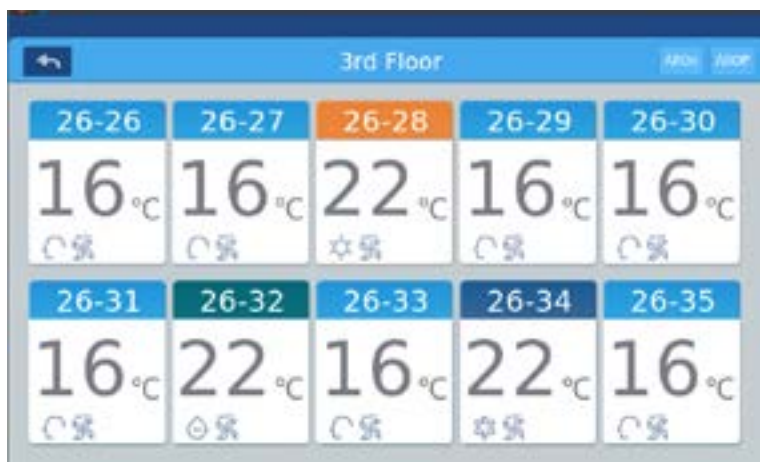 3rd Floor
26-26 26-27 26-28 26-29 26-30
16 °C 16 °C 22 °C 16 °C 16 °C
26-31 26-32 26-33 26-34 26-35
16 °C 22 °C 16 °C 22 °C 16 °C